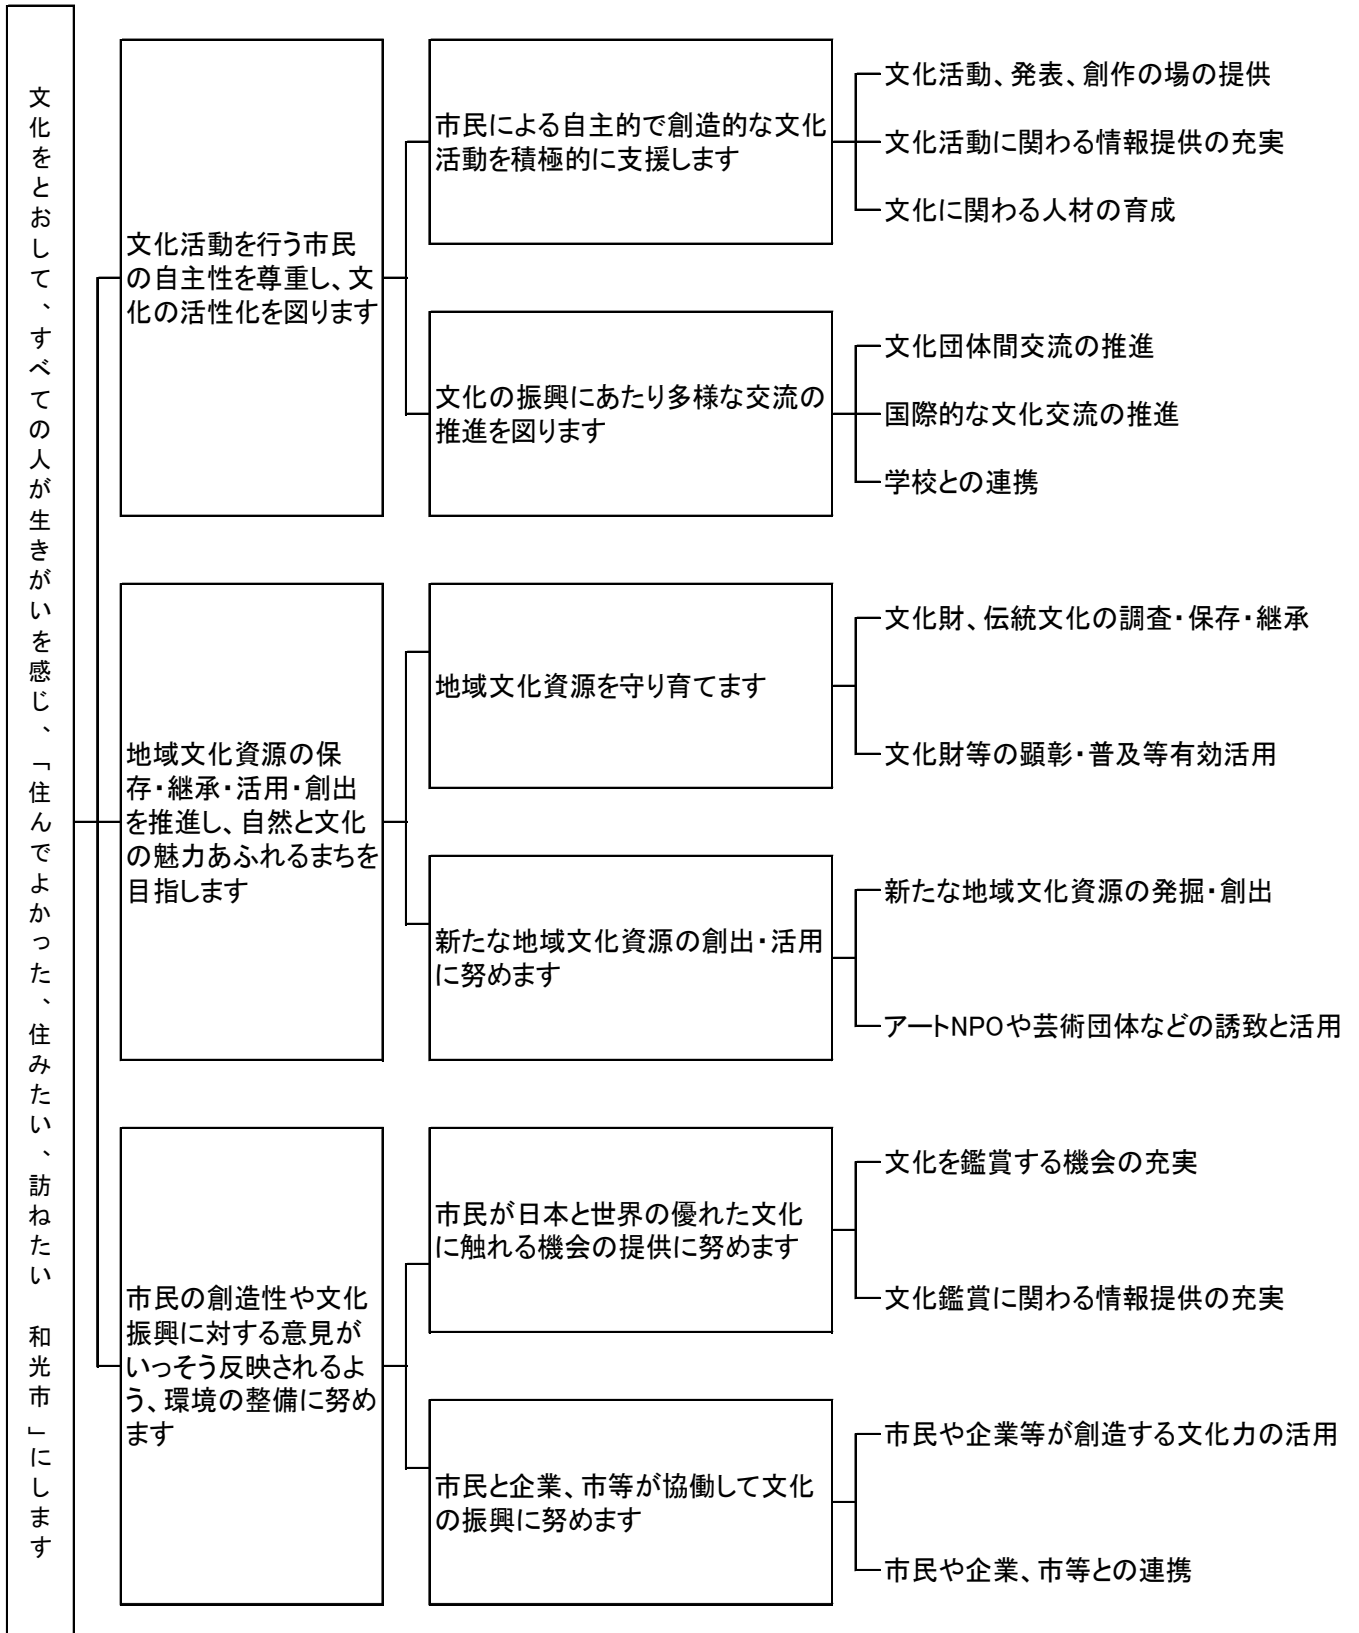 文化をとおして、すべての人が生きがいを感じ、「住んでよかった、住みたい、訪ねたい　和光市」にします
文化活動を行う市民
の自主性を尊重し、文
化の活性化を図ります
市民による自主的で創造的な文化
活動を積極的に支援します
文化活動、発表、創作の場の提供
文化活動に関わる情報提供の充実
文化に関わる人材の育成
文化の振興にあたり多様な交流の
推進を図ります
文化団体間交流の推進
国際的な文化交流の推進
学校との連携
地域文化資源の保
存・継承・活用・創出
を推進し、自然と文化
の魅力あふれるまちを
目指します
地域文化資源を守り育てます
文化財、伝統文化の調査・保存・継承
文化財等の顕彰・普及等有効活用
新たな地域文化資源の創出・活用
に努めます
新たな地域文化資源の発掘・創出
アートNPOや芸術団体などの誘致と活用
市民の創造性や文化
振興に対する意見が
いっそう反映されるよ
う、環境の整備に努め
ます
市民が日本と世界の優れた文化
に触れる機会の提供に努めます
文化を鑑賞する機会の充実
文化鑑賞に関わる情報提供の充実
市民と企業、市等が協働して文化
の振興に努めます
市民や企業等が創造する文化力の活用
市民や企業、市等との連携